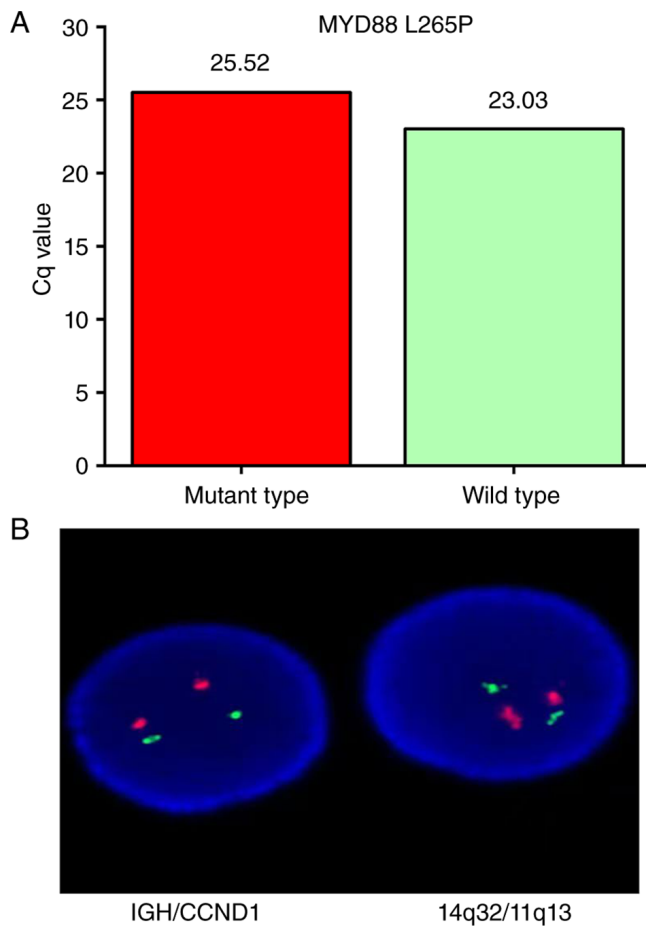 A
MYD88 L265P
30
25
20
15
10
5
0
Cq value
25.52
23.03
Mutant type
Wild type
B
IGH/CCND1
14q32/11q13